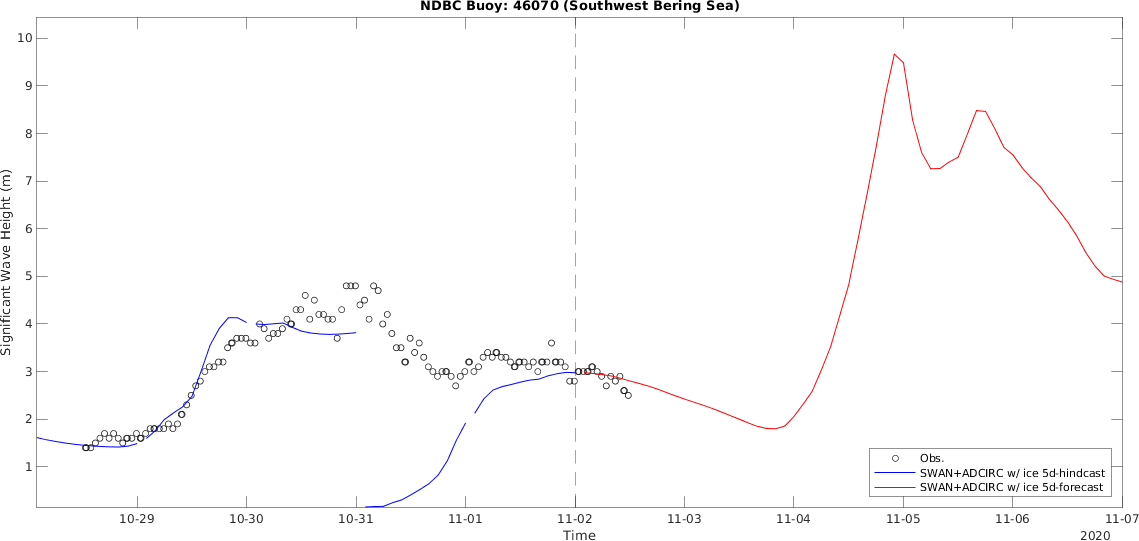 NDBC Buoy: 46070 (Southwest Bering Sea)
10
9
8
7
6
5
4
3
2
1
Significant Wave Height (m)
Obs.
SWAN+ADCIRC w/ ice 5d-hindcast
SWAN+ADCIRC w/ ice 5d-forecast
10-29 10-30 10-31 11-01 11-02 11-03 11-04 11-05 11-06 11-07
Time
2020